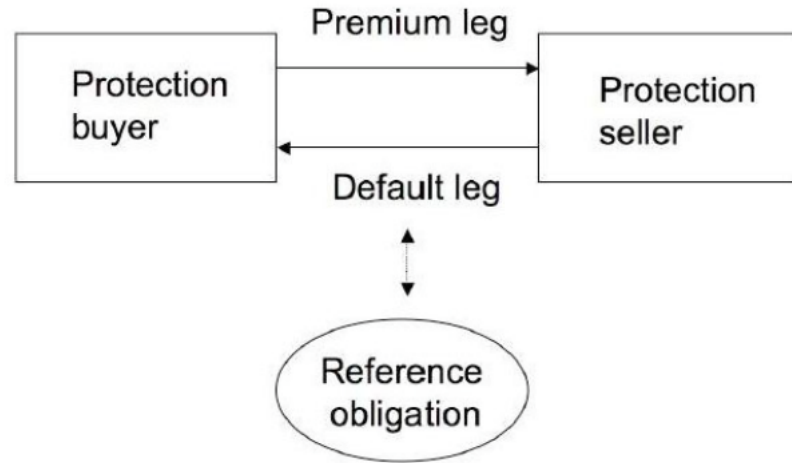 Premium leg
Protection
buyer
Protection
seller
Default leg
Reference
obligation